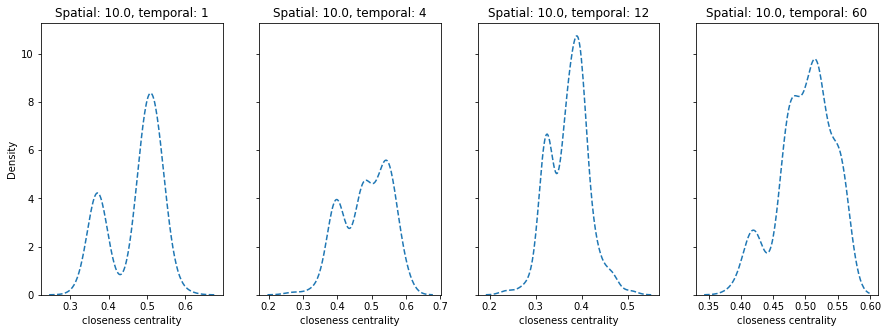 Spatial: 10.0, temporal: 1
Spatial: 10.0, temporal: 4
Spatial: 10.0, temporal: 12
Spatial: 10.0, temporal: 60
Density
10
8
6
4
2
0
0.3 0.4 0.5 0.6
0.2 0.3 0.4 0.5 0.6 0.7
0.2 0.3 0.4 0.5
0.35 0.40 0.45 0.50 0.55 0.60
closeness centrality
closeness centrality
closeness centrality
closeness centrality